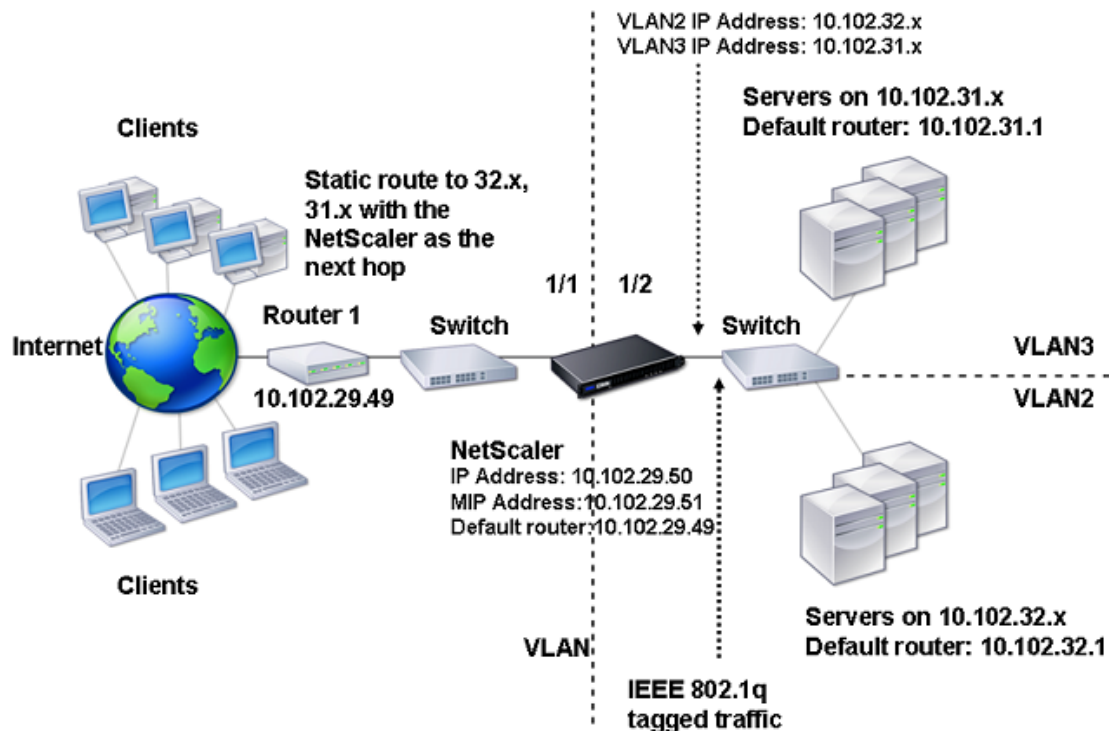 VLAN2 IP Address: 10.102.32.x
VLAN3 IP Address: 10.102.31.x
Servers on 10.102.31.x
Default router: 10.102.31.1
Clients
Static route to 32.x,
31.x with the
NetScaler as the
next hop
1/1
1/2
Internet
Router 1
Switch
Switch
10.102.29.49
VLAN3
VLAN2
NetScaler
IP Address: 10.102.29.50
MIP Address:10.102.29.51
Default router:10.102.29.49
Clients
Servers on 10.102.32.x
Default router: 10.102.32.1
VLAN
IEEE 802.1q
tagged traffic